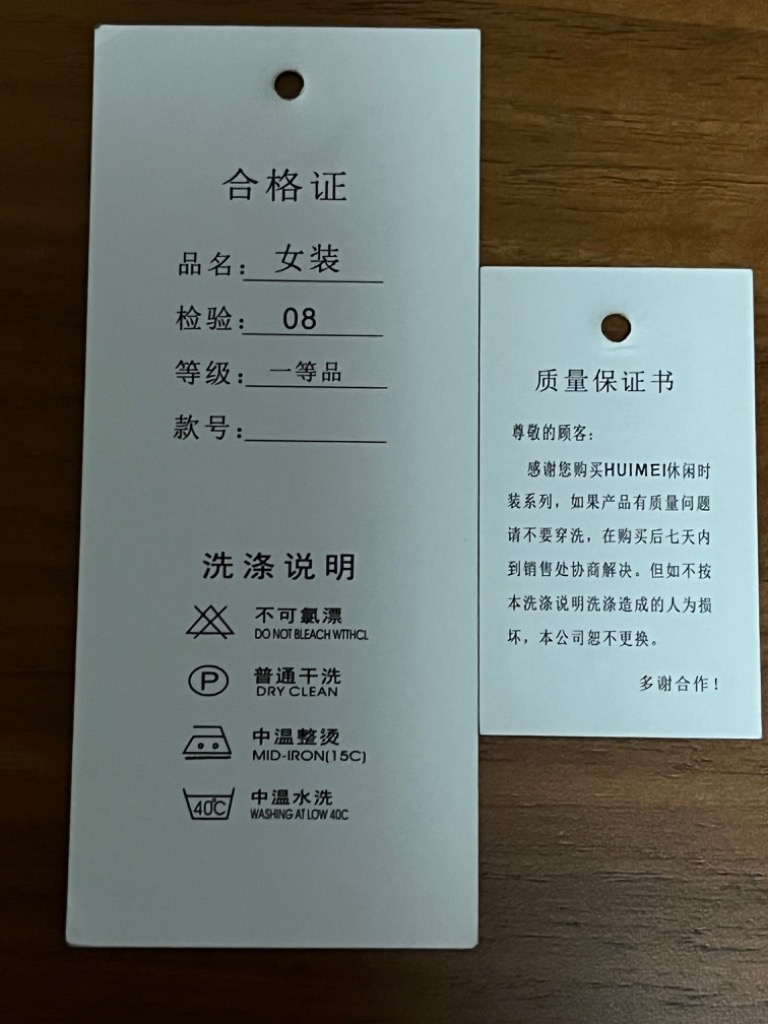 合格证
品名：女装
检验：08
等级：一等品
款号：
洗涤说明
不可氯漂
DO NOT BLEACH WTTHCL
P
普通干洗
DRY CLEAN
中温整烫
MID-IRON(15C)
40C
中温水洗
WASHING AT LOW 40C
质量保证书
尊敬的顾客：
感谢您购买HUIMEI休闲时
装系列，如果产品有质量问题
请不要穿洗，在购买后七天内
到销售处协商解决。但如不按
本洗涤说明洗涤造成的人为损
坏，本公司恕不更换。
多谢合作！